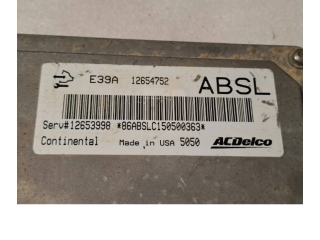 E39A 12654752 ABSL
Serv#12653998 *86ABSLC150500363*
Continental Made in USA 5050 ACDelco